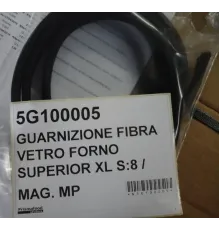 5G100005
GUARNIZIONE FIBRA
VETRO FORNO
SUPERIOR XL S:8 /
MAG. MP